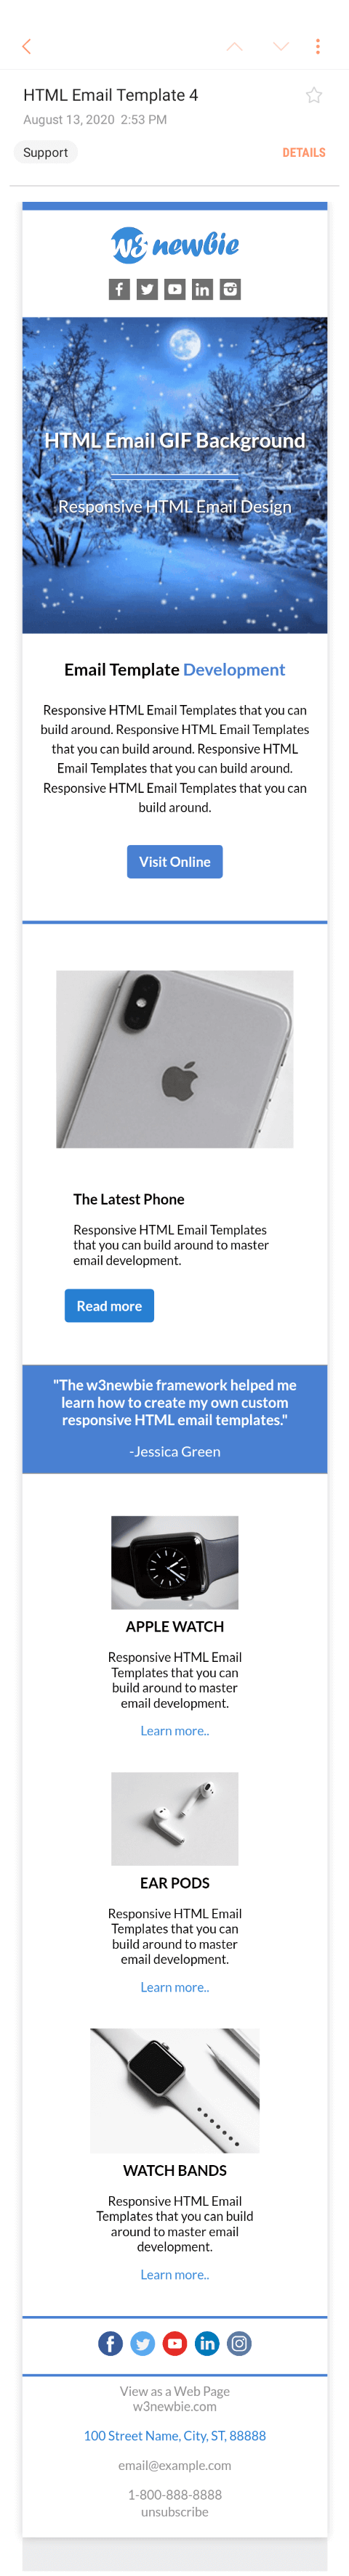 HTML Email Template 4
August 13, 2020 2:53 PM
Support
DETAILS
w3 newbie
HTML Email GIF Background
Responsive HTML Email Design
Email Template Development
Responsive HTML Email Templates that you can
build around. Responsive HTML Email Templates
that you can build around. Responsive HTML
Email Templates that you can build around.
Responsive HTML Email Templates that you can
build around.
Visit Online
The Latest Phone
Responsive HTML Email Templates
that you can build around to master
email development.
Read more
"The w3newbie framework helped me
learn how to create my own custom
responsive HTML email templates."
-Jessica Green
APPLE WATCH
Responsive HTML Email
Templates that you can
build around to master
email development.
Learn more..
EAR PODS
Responsive HTML Email
Templates that you can
build around to master
email development.
Learn more..
WATCH BANDS
Responsive HTML Email
Templates that you can build
around to master email
development.
Learn more..
View as a Web Page
w3newbie.com
100 Street Name, City, ST, 88888
email@example.com
1-800-888-8888
unsubscribe